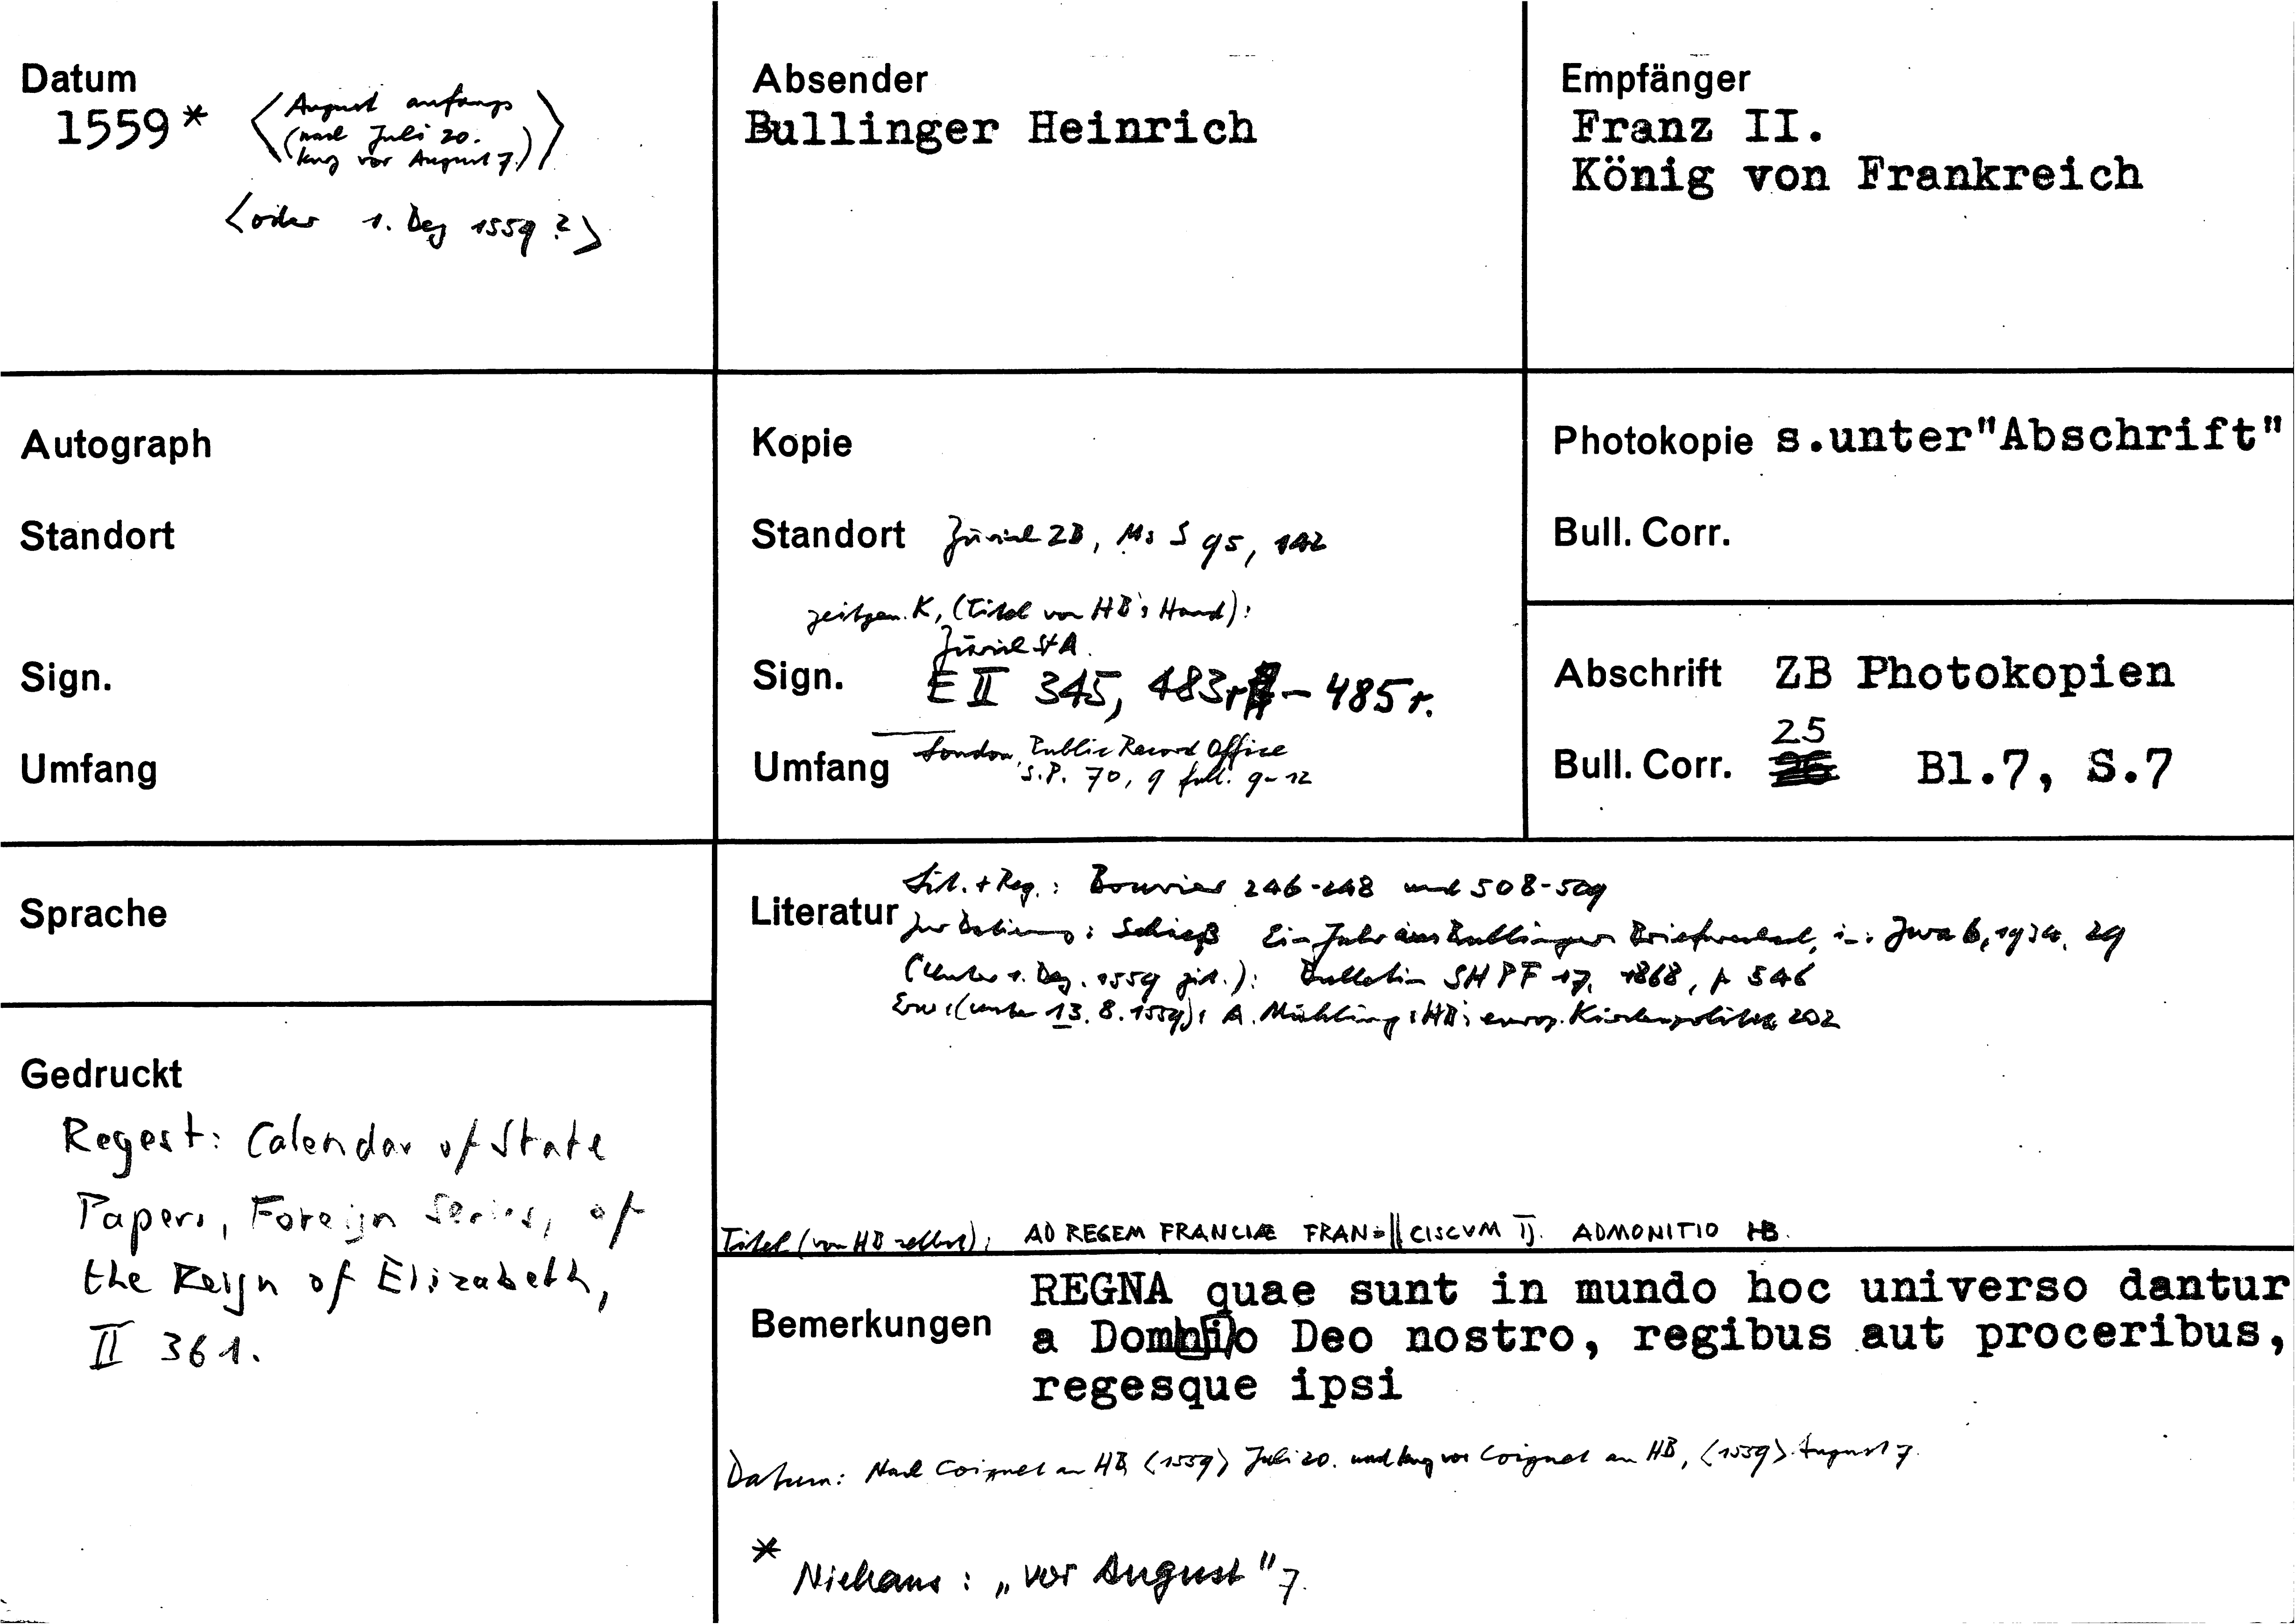 Datum
1559*
<August anfangs
(nach Juli 20.
kurz vor August 7.)>
<oder 1. Dez 1559?>
Absender
Bullinger Heinrich
Empfänger
Franz II.
König von Frankreich
Autograph
Standort
Sign.
Umfang
Kopie
Standort Zürich ZB, Ms S 95, 142
zeitgen. K, (Titel von HB's Hand):
Zürich StA
Sign. E II 345, 483r - 485r.
Umfang London, Public Record Office
S.P. 70, 9 foll. 9-12
Photokopie s.unter"Abschrift"
Bull. Corr.
Abschrift ZB Photokopien
25
Bull. Corr. Bl.7, S.7
Sprache
Literatur
Lit. + Reg.: Bouvier 246-248 und 508-509
zur Datierung: Schieß Ein Jahr aus Bullingers Briefwechsel, in: Zwa 6, 1934, 29
(unter 1. Dez. 1559 zit.): Bulletin SHPF 17, 1868, p 546
Erw: (unter 13.8.1559): A. Mühling: HB's europ. Kirchenpolitik 202
Gedruckt
Regest: Calendar of State
Papers, Foreign Series, of
the Reign of Elizabeth,
II 361.
Titel (von HB selbst): AD REGEM FRANCIÆ FRAN=||CISCVM IJ. ADMONITIO HB.
Bemerkungen
REGNA quae sunt in mundo hoc universo dantur
a Domino Deo nostro, regibus aut proceribus,
regesque ipsi
Datum: Nach Coignet an HB, <1559> Juli 20. und kurz vor Coignet an HB, <1559> August 7.
* Niehans: „vor August" 7.